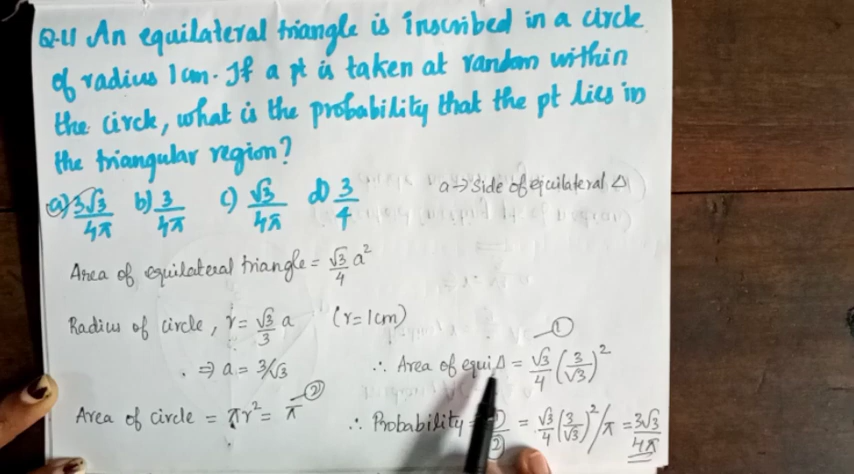 Q-11 An equilateral triangle is inscribed in a circle
of radius 1cm. If a pt is taken at random within
the circle, what is the probability that the pt lies in
the triangular region?
a) 3√3/4π b) 3/4π c) √3/4π d) 3/4
a→ side of equilateral Δ
Area of equilateral triangle = √3/4 a²
Radius of circle, r = √3/3 a (r=1cm)
⇒ a = 3/√3
∴ Area of equi Δ = √3/4 (3/√3)² ①
Area of circle = πr² = π ②
∴ Probability = ①/② = √3/4 (3/√3)²/π = 3√3/4π